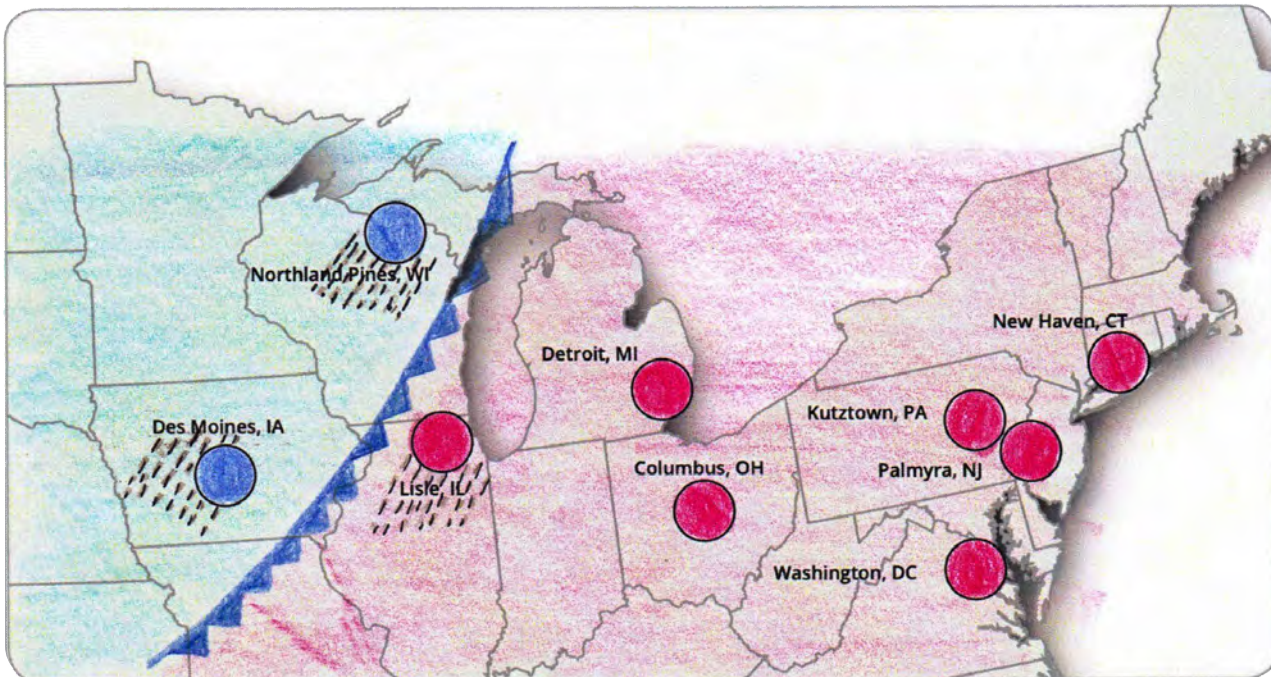 Northland Pines, WI
New Haven, CT
Detroit, MI
Kutztown, PA
Des Moines, IA
Columbus, OH
Palmyra, NJ
Lisle, IL
Washington, DC